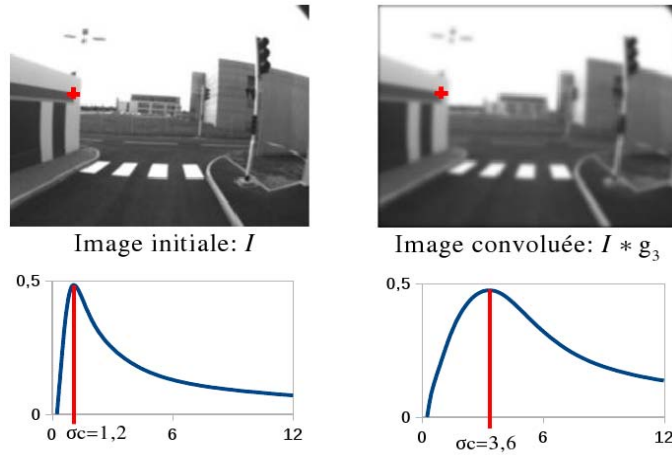 Image initiale: I
Image convoluée: I * g₃
0,5
0
0
6
12
σc=1,2
0,5
0
0
6
12
σc=3,6